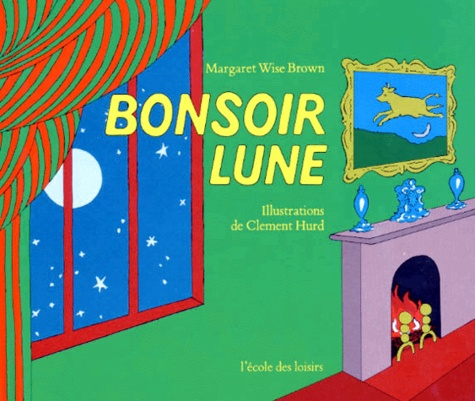 Margaret Wise Brown
BONSOIR
LUNE
Illustrations
de Clement Hurd
l'école des loisirs